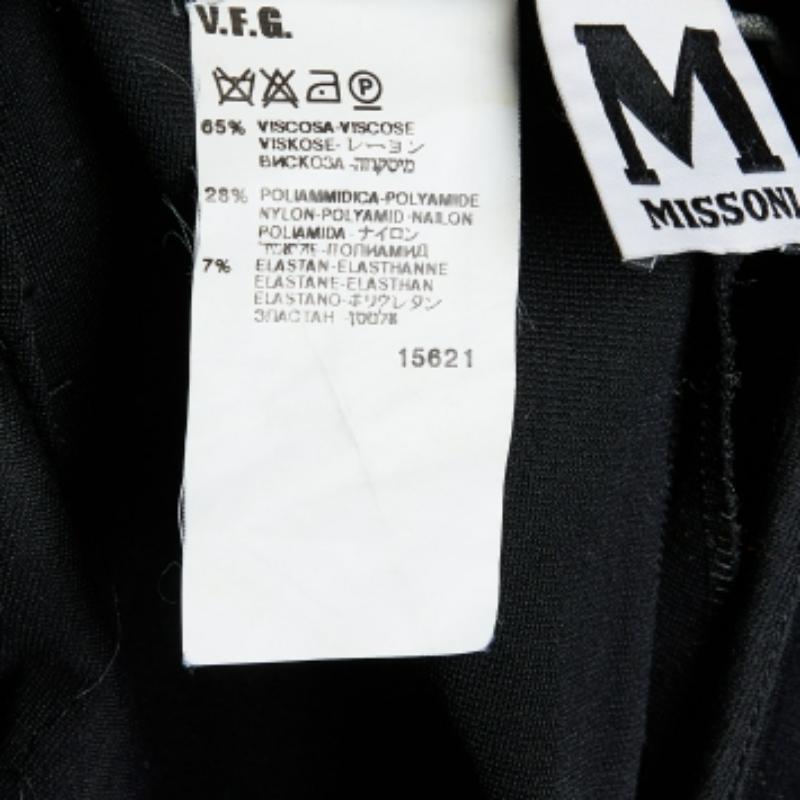 V.F.G.
P
65% VISCOSA-VISCOSE
VISKOSE-レーヨン
ВИСКОЗА-ויסקוזה
28% POLIAMMIDICA-POLYAMIDE
NYLON-POLYAMID-NAILON
POLIAMIDA-ナイロン
ПОЛИАМИД
7% ELASTAN-ELASTHANNE
ELASTANE-ELASTHAN
ELASTANO-ポリウレタン
ЭЛАСТАН
15621
M
MISSONI